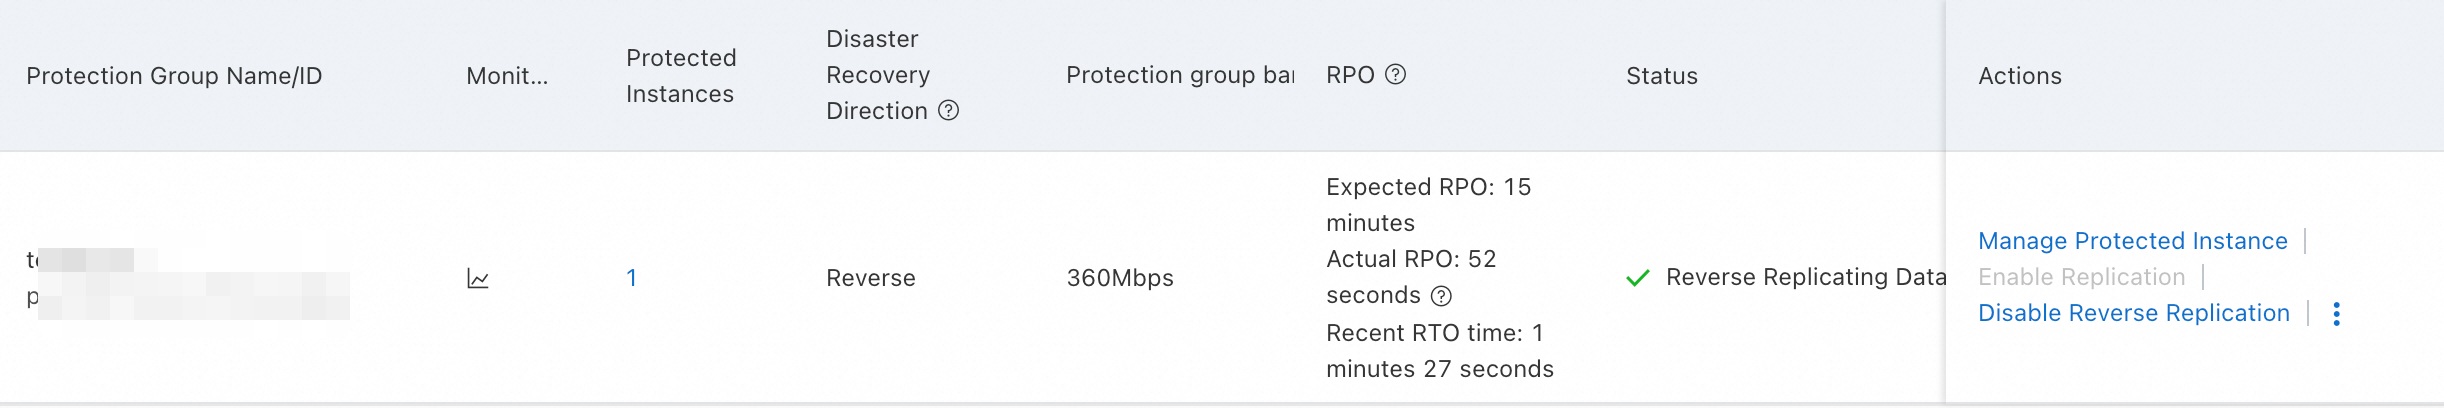 Protection Group Name/ID
Monit...
Protected
Instances
Disaster
Recovery
Direction
Protection group
RPO
Status
Actions
1
Reverse
360Mbps
Expected RPO: 15
minutes
Actual RPO: 52
seconds
Recent RTO time: 1
minutes 27 seconds
Reverse Replicating Data
Manage Protected Instance
Enable Replication
Disable Reverse Replication